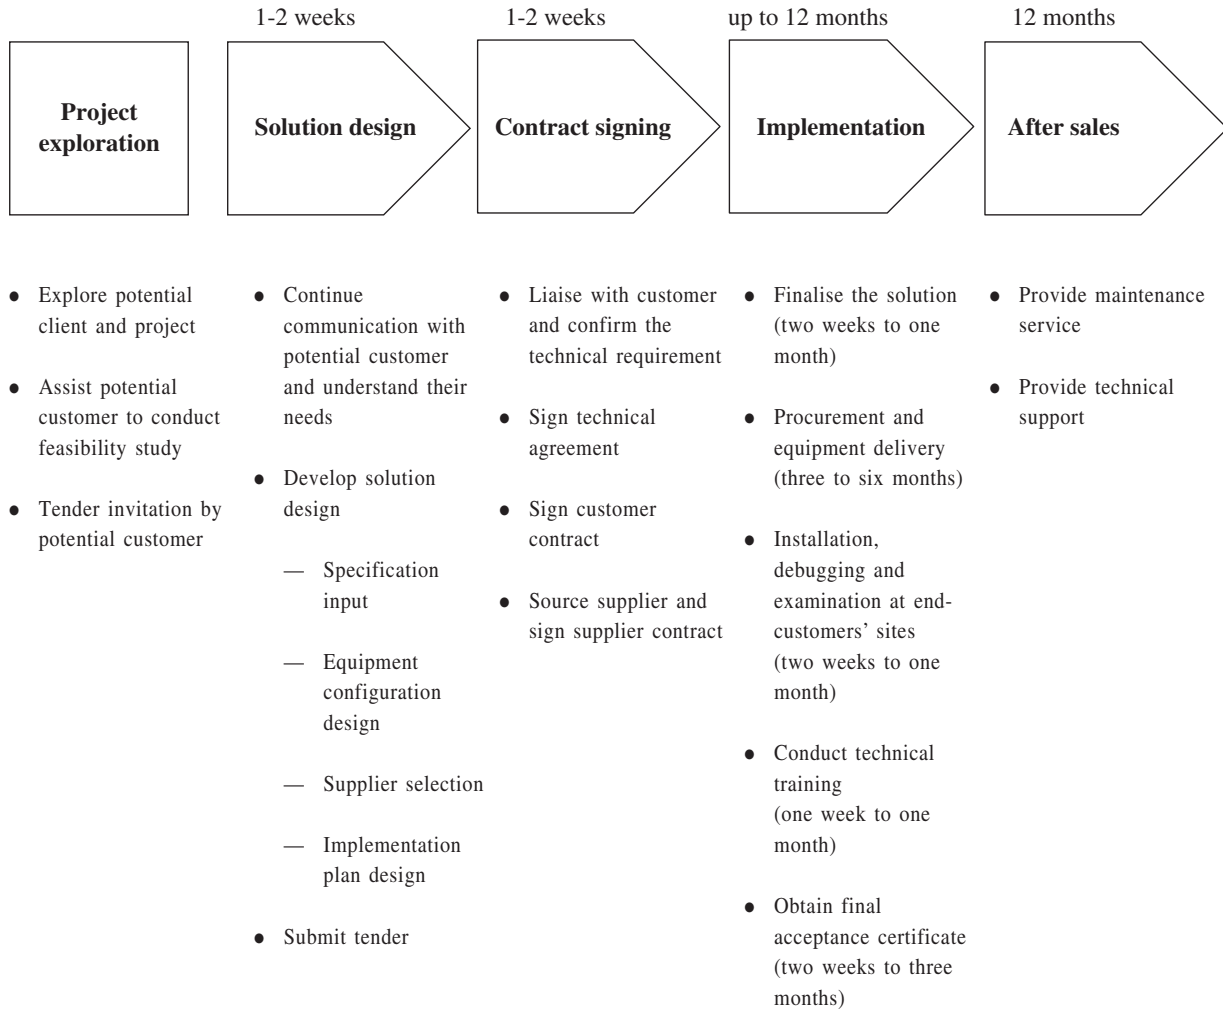 1-2 weeks
1-2 weeks
up to 12 months
12 months
Project
exploration
Solution design
Contract signing
Implementation
After sales
● Explore potential
client and project
● Assist potential
customer to conduct
feasibility study
● Tender invitation by
potential customer
● Continue
communication with
potential customer
and understand their
needs
● Develop solution
design
— Specification
input
— Equipment
configuration
design
— Supplier selection
— Implementation
plan design
● Submit tender
● Liaise with customer
and confirm the
technical requirement
● Sign technical
agreement
● Sign customer
contract
● Source supplier and
sign supplier contract
● Finalise the solution
(two weeks to one
month)
● Procurement and
equipment delivery
(three to six months)
● Installation,
debugging and
examination at end-
customers’ sites
(two weeks to one
month)
● Conduct technical
training
(one week to one
month)
● Obtain final
acceptance certificate
(two weeks to three
months)
● Provide maintenance
service
● Provide technical
support